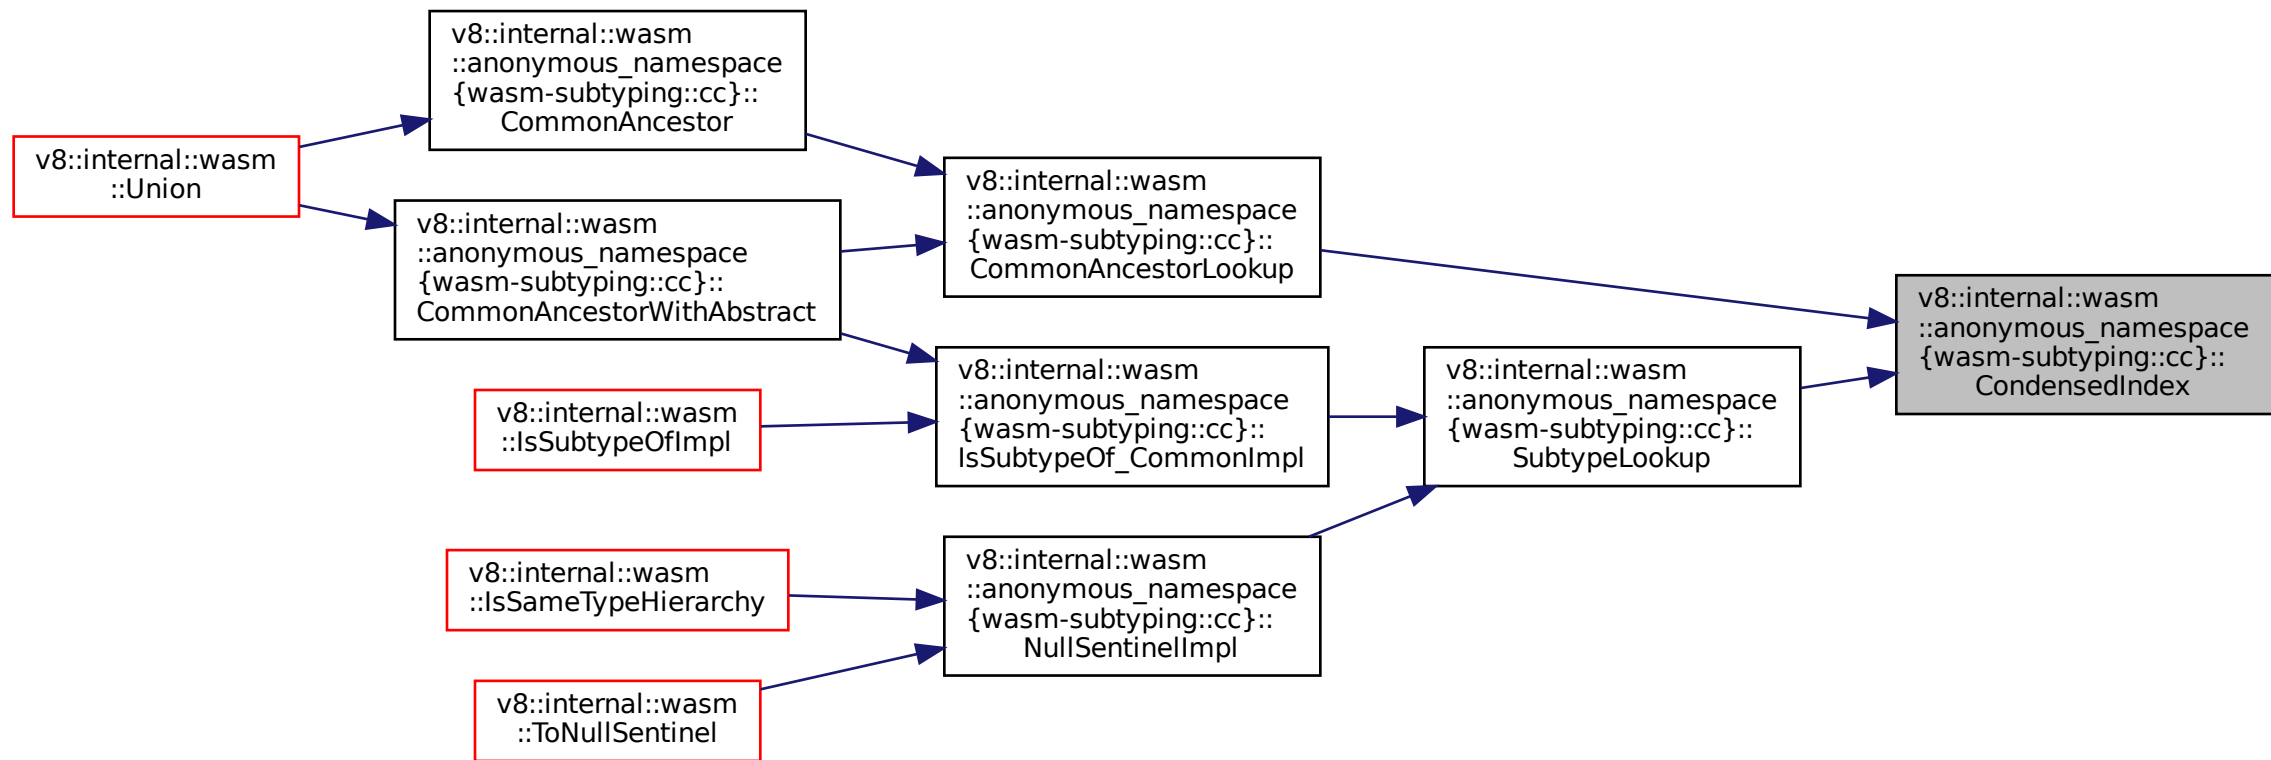 v8::internal::wasm
::anonymous_namespace
{wasm-subtyping::cc}::
CommonAncestor
v8::internal::wasm
::Union
v8::internal::wasm
::anonymous_namespace
{wasm-subtyping::cc}::
CommonAncestorWithAbstract
v8::internal::wasm
::anonymous_namespace
{wasm-subtyping::cc}::
CommonAncestorLookup
v8::internal::wasm
::anonymous_namespace
{wasm-subtyping::cc}::
CondensedIndex
v8::internal::wasm
::IsSubtypeOfImpl
v8::internal::wasm
::anonymous_namespace
{wasm-subtyping::cc}::
IsSubtypeOf_CommonImpl
v8::internal::wasm
::anonymous_namespace
{wasm-subtyping::cc}::
SubtypeLookup
v8::internal::wasm
::IsSameTypeHierarchy
v8::internal::wasm
::anonymous_namespace
{wasm-subtyping::cc}::
NullSentinelImpl
v8::internal::wasm
::ToNullSentinel